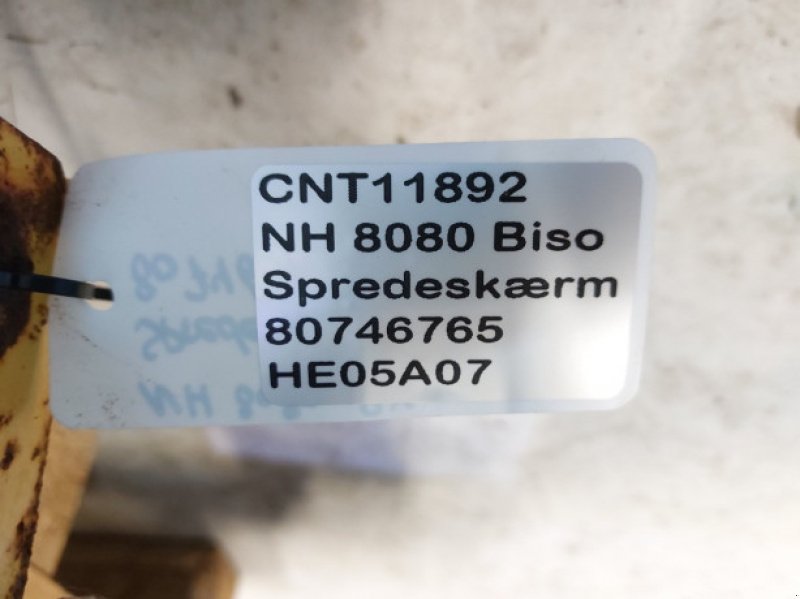 CNT11892
NH 8080 Biso
Spredeskærm
80746765
HE05A07